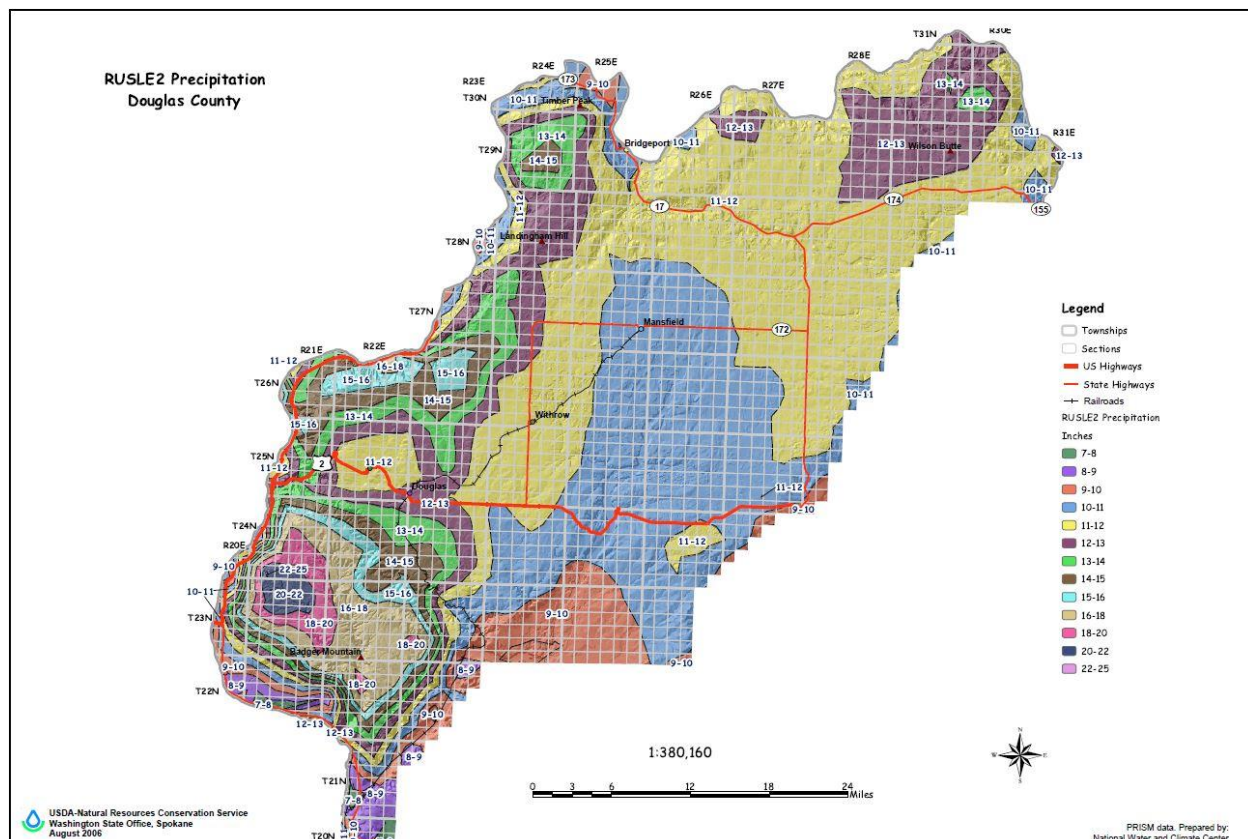 RUSLE2 Precipitation
Douglas County
T31N
R30E
R28E
R24E
173
R25E
R23E
9-10
R26E
R27E
T30N
10-11
Timber Peak
13-14
13-14
12-13
13-14
10-11
T29N
14-15
Bridgeport
10-11
12-13
Wilson Butte
R31E
12-13
10-11
11-12
17
11-12
174
155
T28N
9-10
10-11
Landingham Hill
10-11
T27N
Mansfield
172
R21E
R22E
11-12
16-18
T26N
15-16
15-16
14-15
10-11
13-14
15-16
Withrow
T25N
11-12
2
11-12
Douglas
12-13
11-12
9-10
T24N
13-14
11-12
R20E
14-15
9-10
22-25
15-16
10-11
20-22
16-18
T23N
18-20
9-10
18-20
Badger Mountain
9-10
9-10
8-9
8-9
18-20
T22N
7-8
9-10
12-13
12-13
8-9
T21N
8-9
7-8
T20N
Legend
Townships
Sections
US Highways
State Highways
Railroads
RUSLE2 Precipitation
Inches
7-8
8-9
9-10
10-11
11-12
12-13
13-14
14-15
15-16
16-18
18-20
20-22
22-25
1:380,160
N
W
E
S
0 3 6 12 18 24
Miles
USDA-Natural Resources Conservation Service
Washington State Office, Spokane
August 2006
PRISM data. Prepared by:
National Water and Climate Center